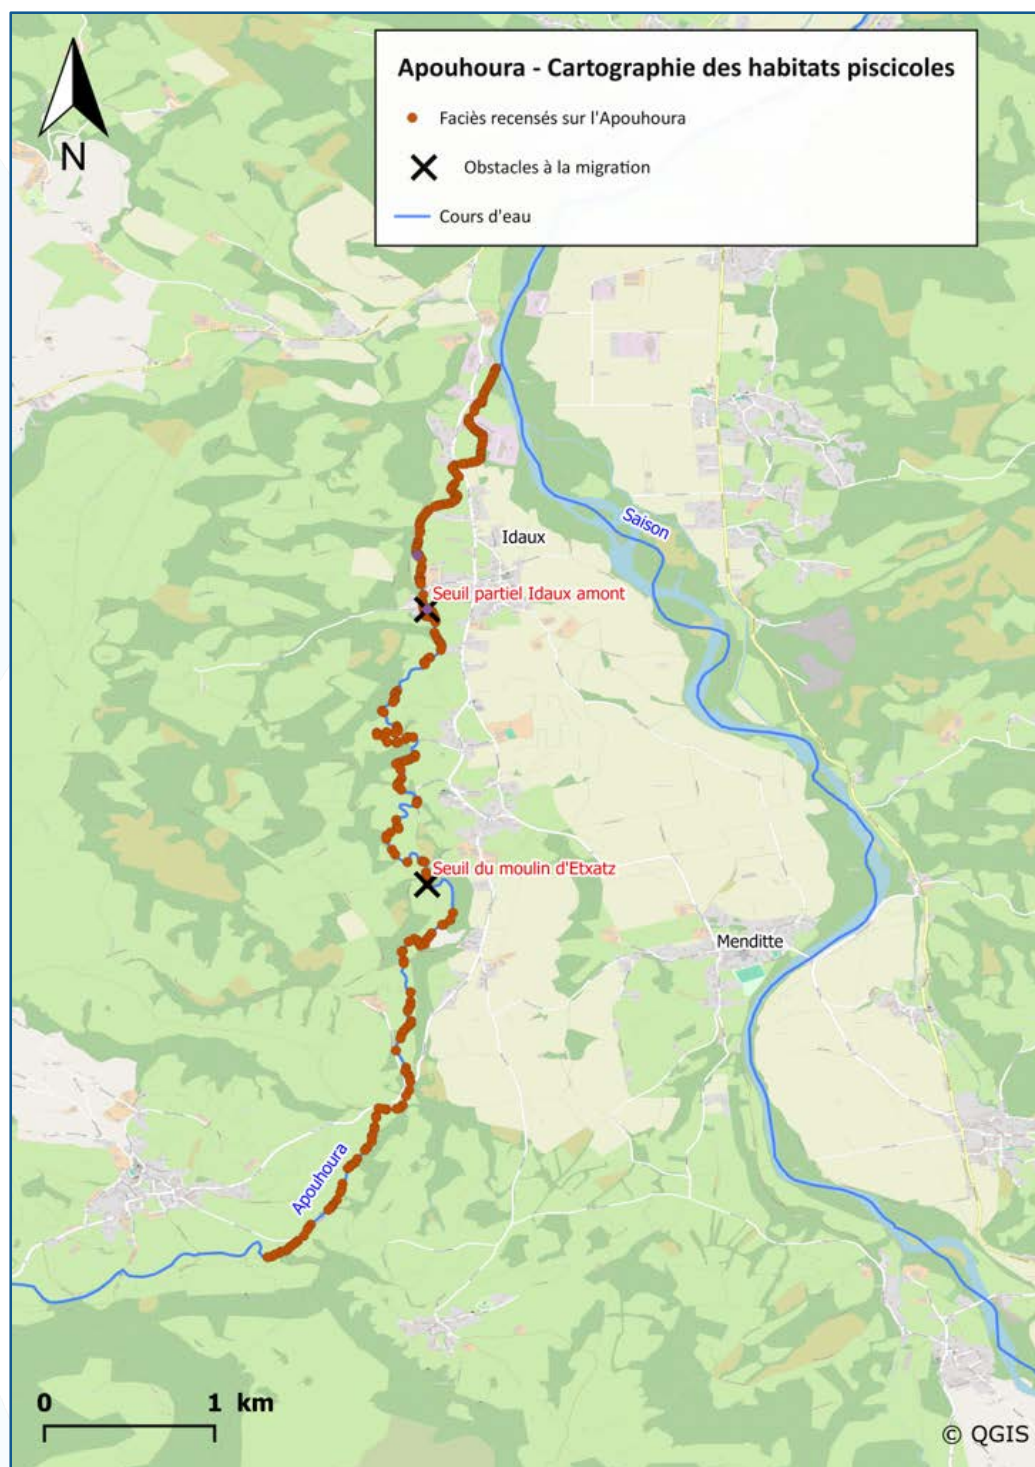 Apouhoura - Cartographie des habitats piscicoles
Faciès recensés sur l'Apouhoura
Obstacles à la migration
Cours d'eau
N
Saison
Idaux
Seuil partiel Idaux amont
Seuil du moulin d'Etxatz
Menditte
Apouhoura
0 1 km
© QGIS